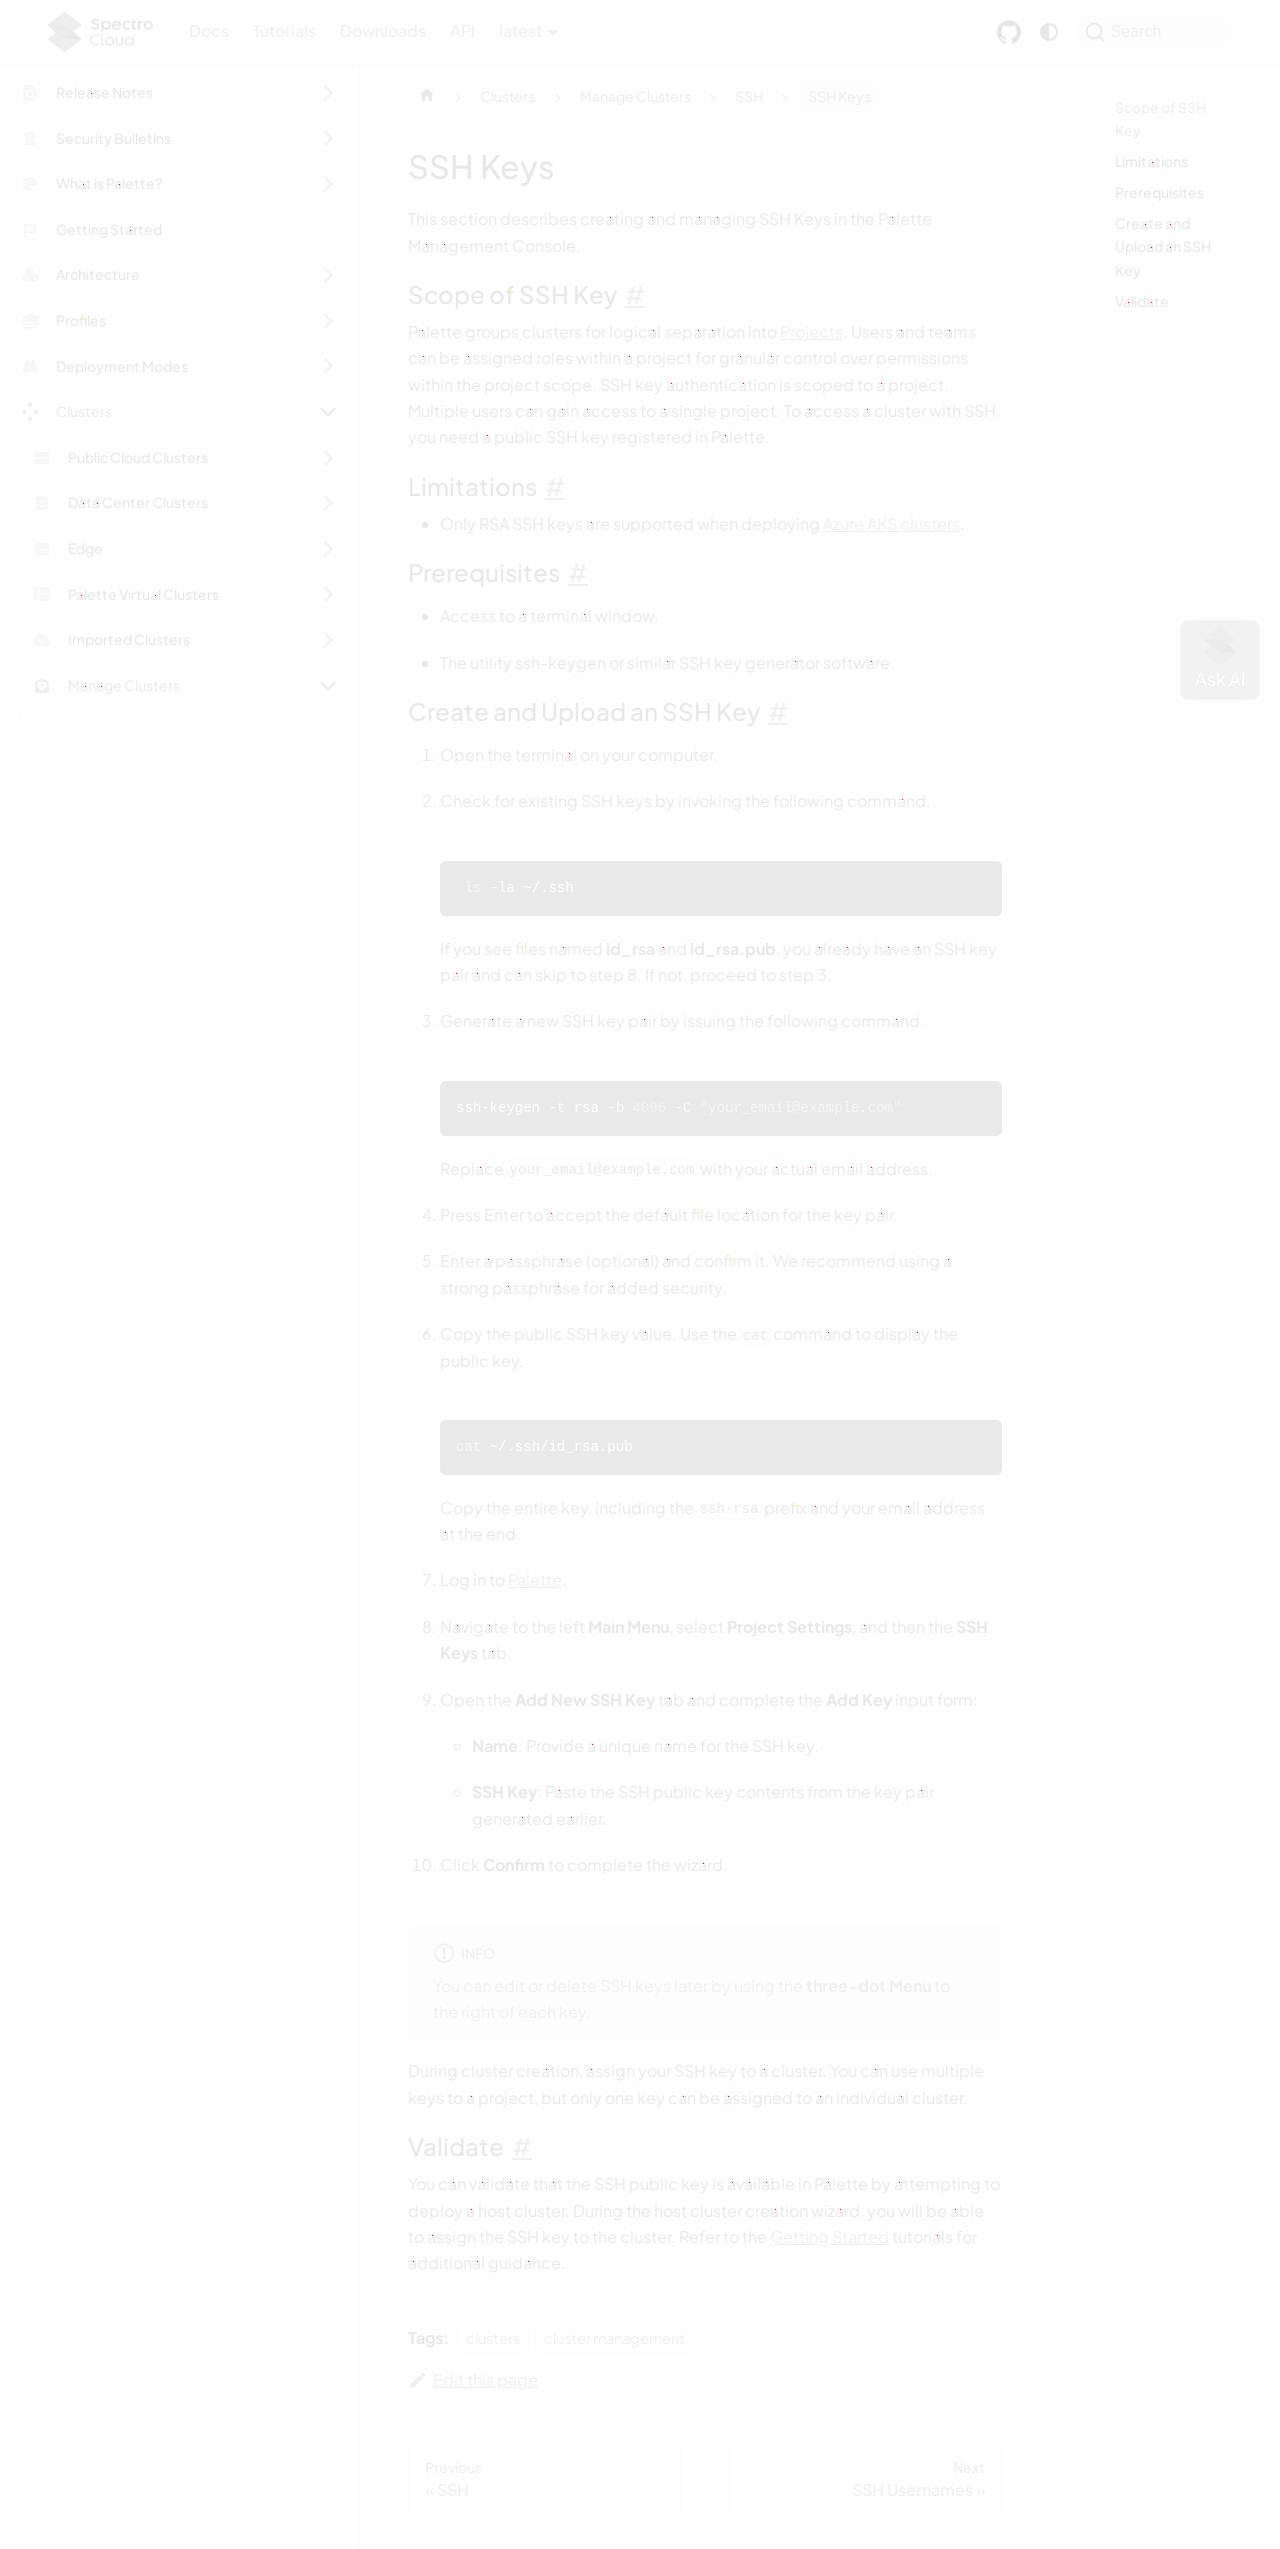 Spectro
Cloud
Docs
Tutorials
Downloads
API
latest
Search
Release Notes
Security Bulletins
What is Palette?
Getting Started
Architecture
Profiles
Deployment Modes
Clusters
Public Cloud Clusters
Data Center Clusters
Edge
Palette Virtual Clusters
Imported Clusters
Manage Clusters
Clusters
Manage Clusters
SSH
SSH Keys
SSH Keys
This section describes creating and managing SSH Keys in the Palette
Management Console.
Scope of SSH Key #
Palette groups clusters for logical separation into Projects. Users and teams
can be assigned roles within a project for granular control over permissions
within the project scope. SSH key authentication is scoped to a project.
Multiple users can gain access to a single project. To access a cluster with SSH,
you need a public SSH key registered in Palette.
Limitations #
Only RSA SSH keys are supported when deploying Azure AKS clusters.
Prerequisites #
Access to a terminal window.
The utility ssh-keygen or similar SSH key generator software.
Create and Upload an SSH Key #
1. Open the terminal on your computer.
2. Check for existing SSH keys by invoking the following command.
ls -la ~/.ssh
If you see files named id_rsa and id_rsa.pub, you already have an SSH key
pair and can skip to step 8. If not, proceed to step 3.
3. Generate a new SSH key pair by issuing the following command.
ssh-keygen -t rsa -b 4096 -C "your_email@example.com"
Replace your_email@example.com with your actual email address.
4. Press Enter to accept the default file location for the key pair.
5. Enter a passphrase (optional) and confirm it. We recommend using a
strong passphrase for added security.
6. Copy the public SSH key value. Use the cat command to display the
public key.
cat ~/.ssh/id_rsa.pub
Copy the entire key, including the ssh-rsa prefix and your email address
at the end.
7. Log in to Palette.
8. Navigate to the left Main Menu, select Project Settings, and then the SSH
Keys tab.
9. Open the Add New SSH Key tab and complete the Add Key input form:
Name: Provide a unique name for the SSH key.
SSH Key: Paste the SSH public key contents from the key pair
generated earlier.
10. Click Confirm to complete the wizard.
INFO
You can edit or delete SSH keys later by using the three-dot Menu to
the right of each key.
During cluster creation, assign your SSH key to a cluster. You can use multiple
keys to a project, but only one key can be assigned to an individual cluster.
Validate #
You can validate that the SSH public key is available in Palette by attempting to
deploy a host cluster. During the host cluster creation wizard, you will be able
to assign the SSH key to the cluster. Refer to the Getting Started tutorials for
additional guidance.
Tags: clusters cluster management
Edit this page
Previous
« SSH
Next
SSH Usernames »
Scope of SSH
Key
Limitations
Prerequisites
Create and
Upload an SSH
Key
Validate
Ask AI